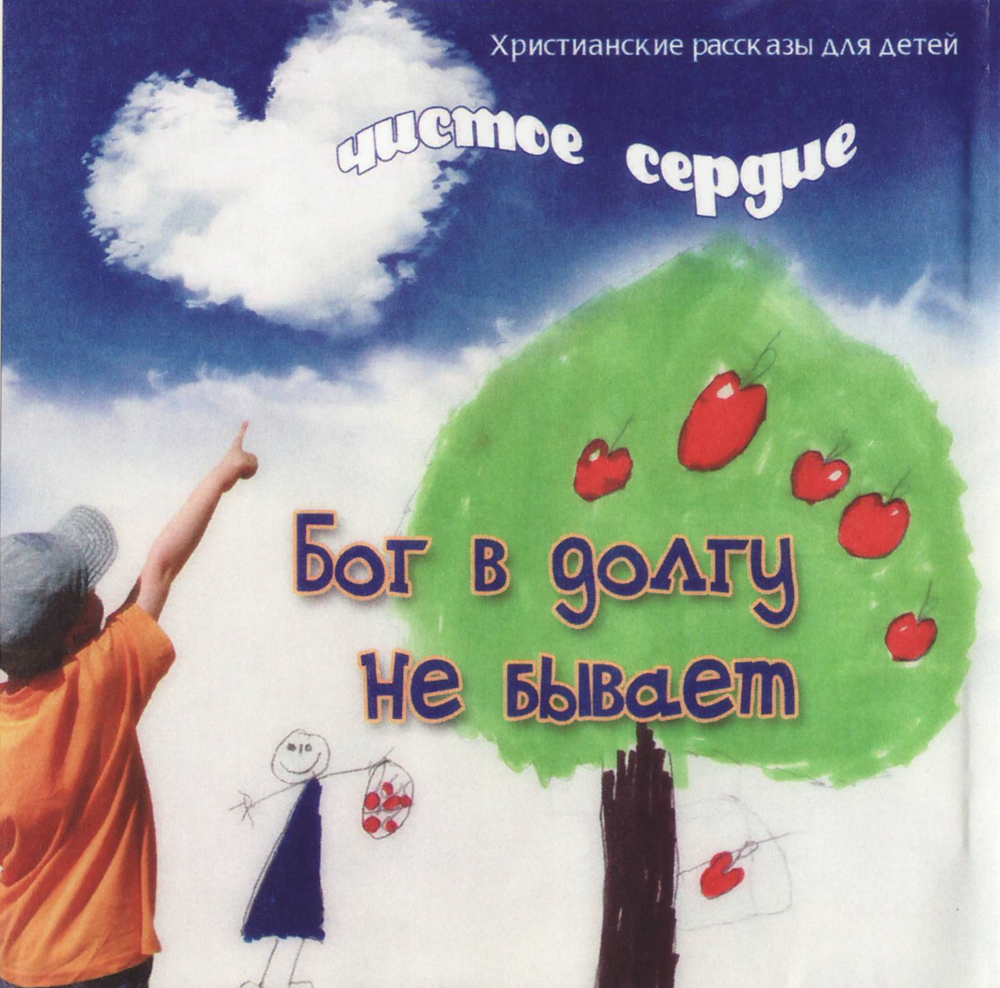 Христианские рассказы для детей
чистое сердце
Бог в долгу
не бывает